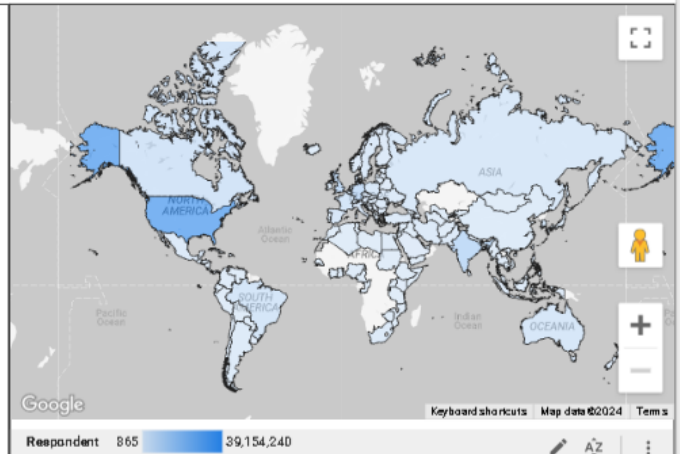 ASIA
NORTH
AMERICA
Atlantic
Ocean
AFRICA
SOUTH
AMERICA
Pacific
Ocean
Indian
Ocean
OCEANIA
Google
Keyboard shortcuts Map data ©2024 Terms
Respondent 865 39,154,240
AZ